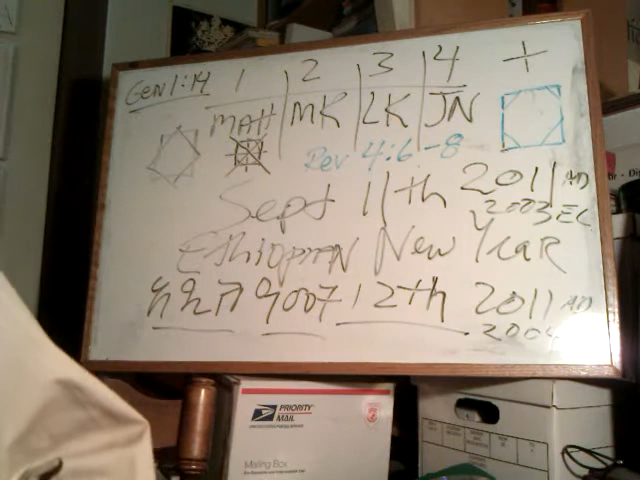 Gen 1:14 1 2 3 4 +
MATT MK LK JN
Rev 4:6-8
Sept 11th 2011 AD
2003 EC
Ethiopian New Year
12th 2011 AD
2004
PRIORITY
MAIL
Mailing Box